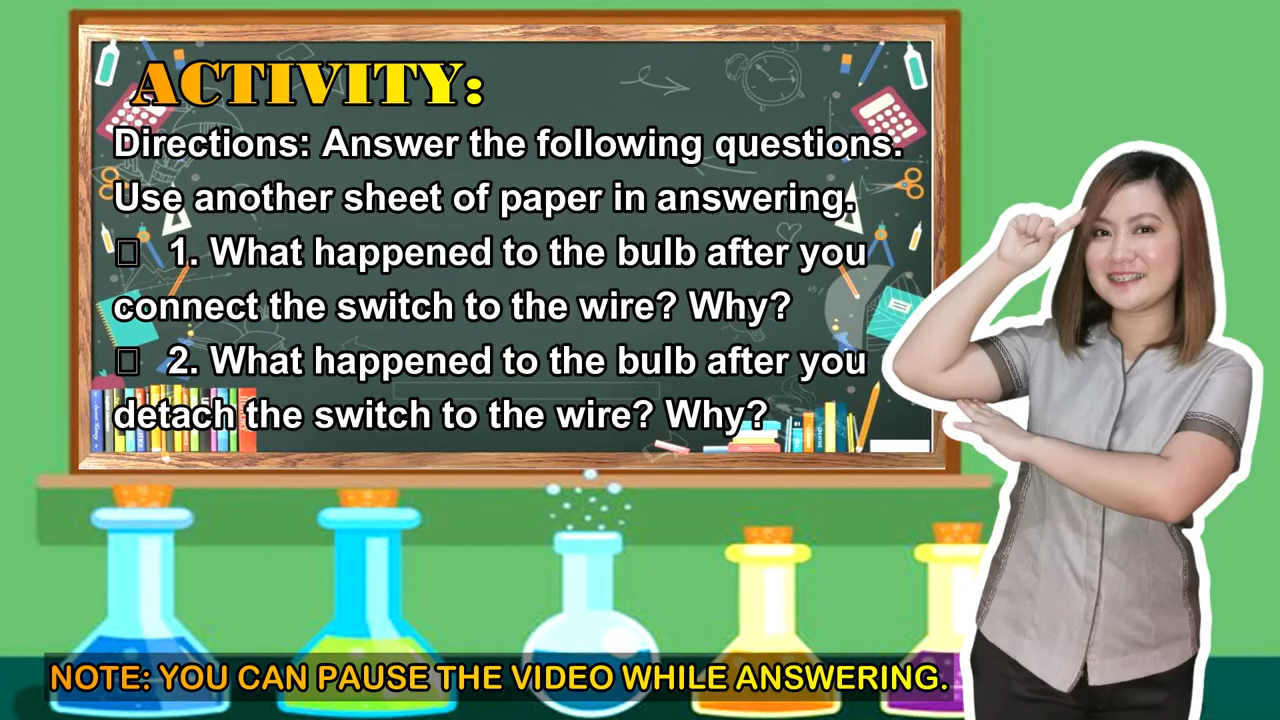 ACTIVITY:
Directions: Answer the following questions.
Use another sheet of paper in answering.
1. What happened to the bulb after you
connect the switch to the wire? Why?
2. What happened to the bulb after you
detach the switch to the wire? Why?
NOTE: YOU CAN PAUSE THE VIDEO WHILE ANSWERING.